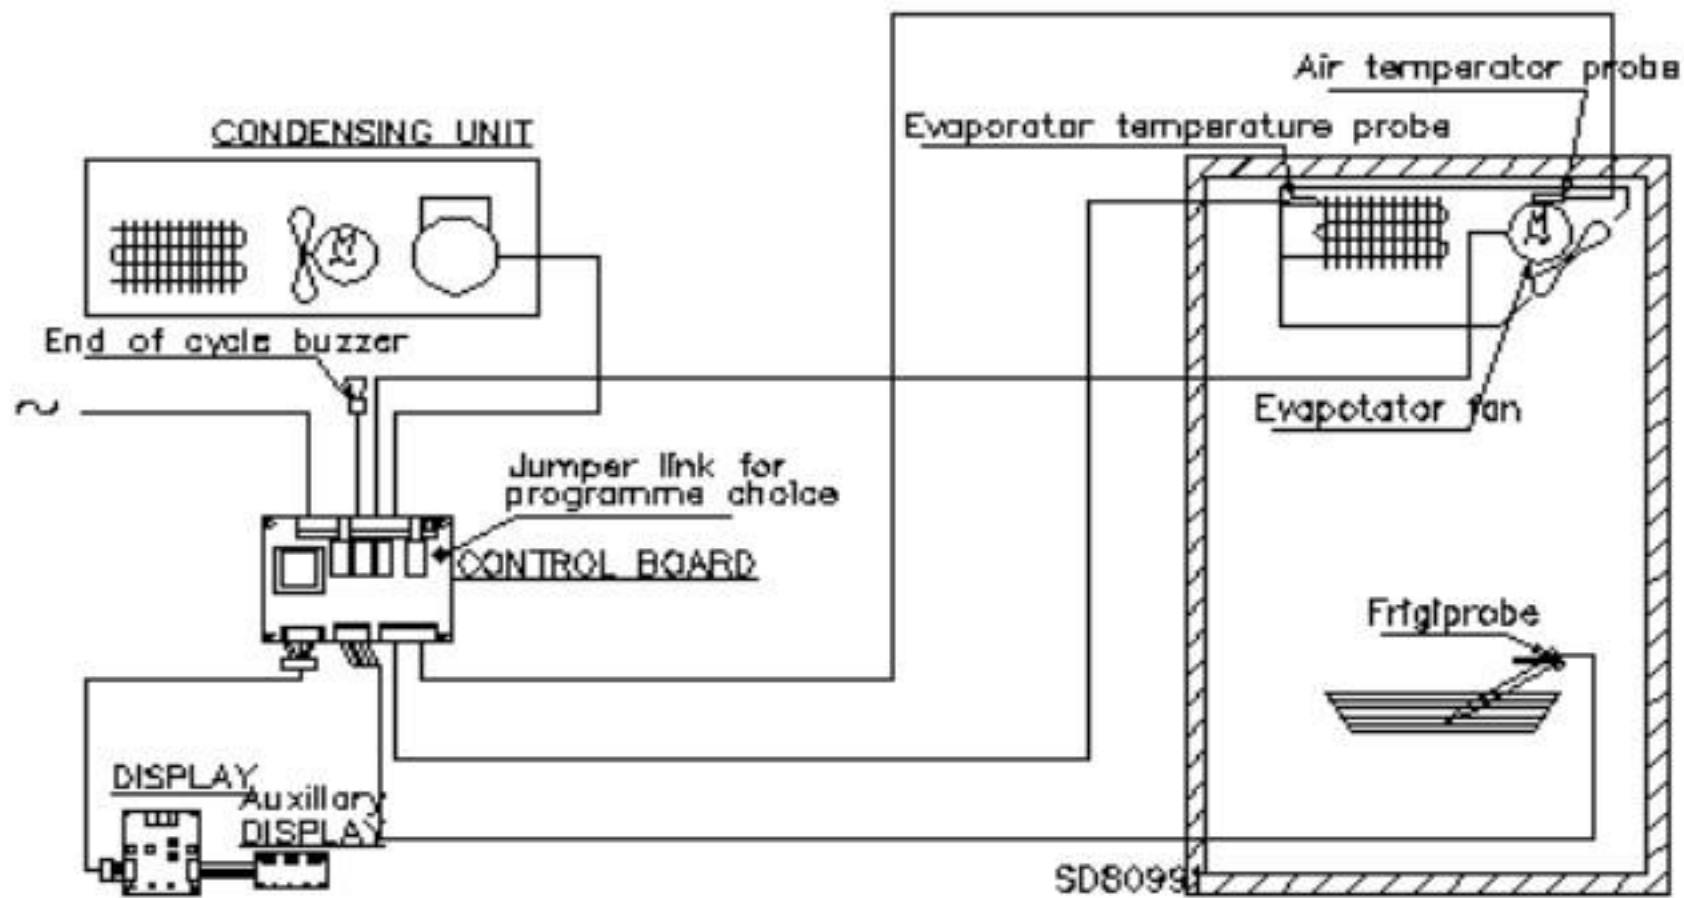 Air temperator probe
Evaporator temperature probe
CONDENSING UNIT
End of cycle buzzer
Evapotator fan
Jumper link for
programme choice
CONTROL BOARD
Frigiprobe
DISPLAY
Auxillary
DISPLAY
SD80991